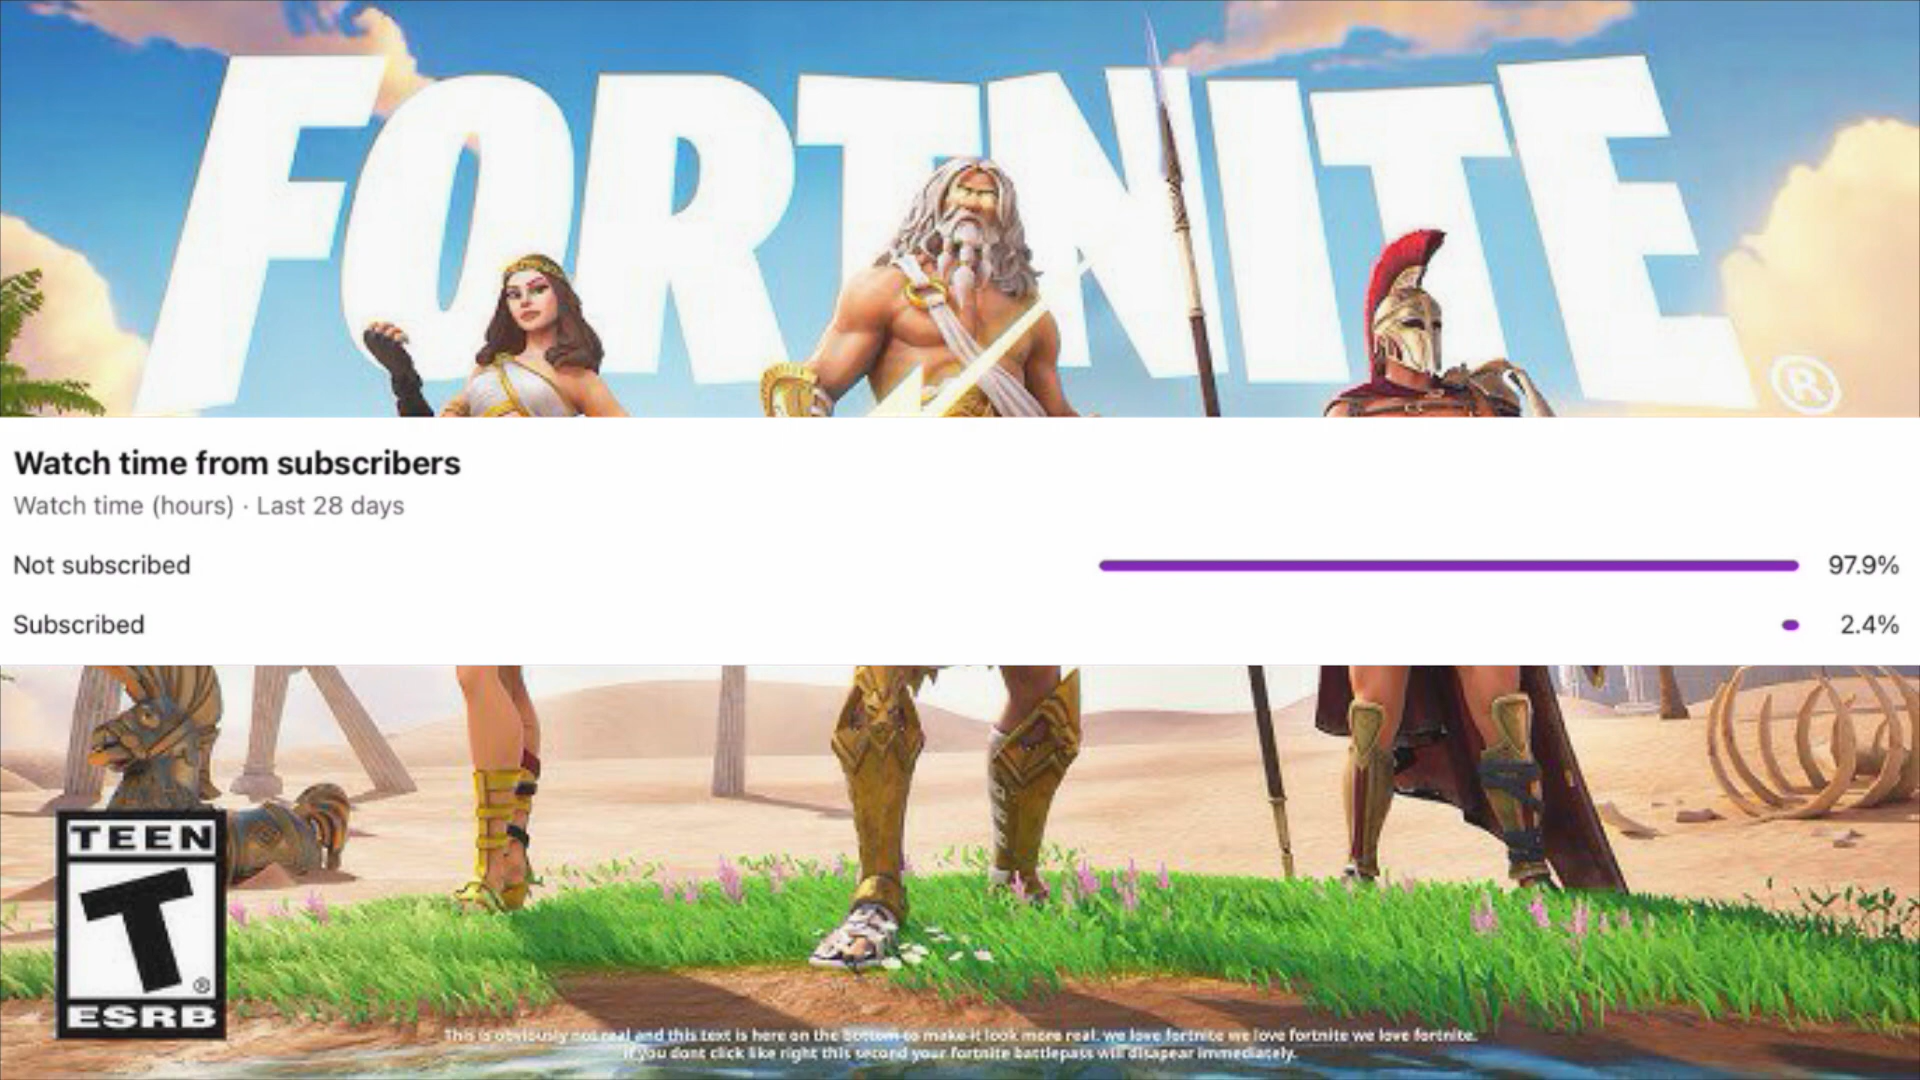 FORTNITE®
Watch time from subscribers
Watch time (hours) · Last 28 days
Not subscribed 97.9%
Subscribed 2.4%
TEEN
T®
ESRB
This is obviously not real and this text is here on the bottom to make it look more real. we love fortnite we love fortnite we love fortnite.
if you dont click like right this second your fortnite battlepass will disapear immediately.